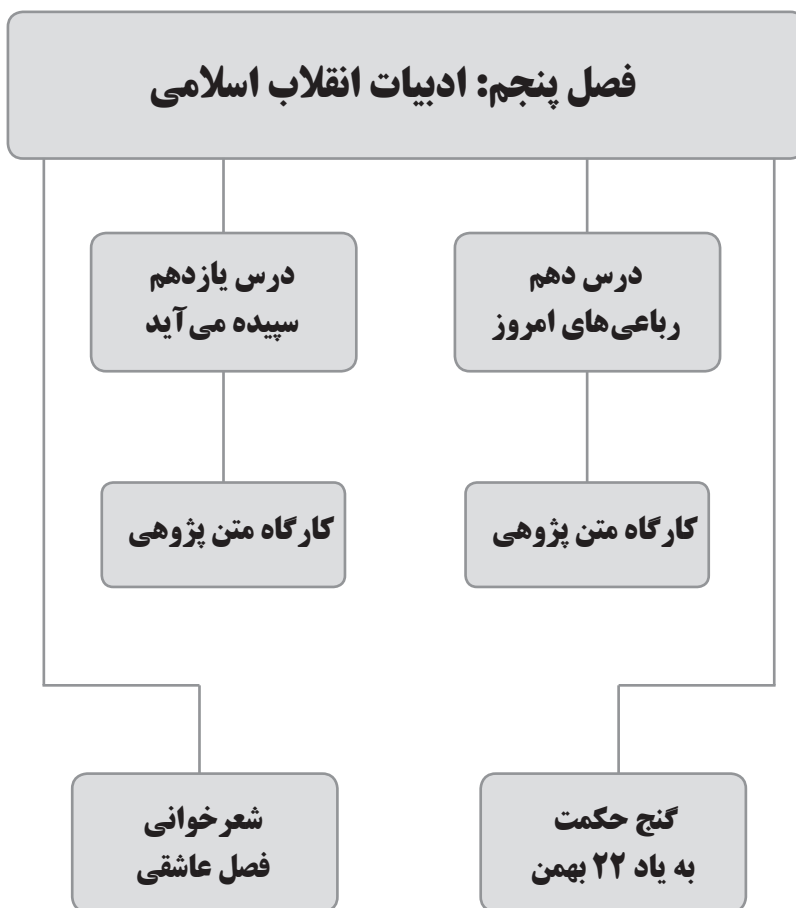 فصل پنجم: ادبیات انقلاب اسلامی
درس دهم
رباعی‌های امروز
درس یازدهم
سپیده می‌آید
کارگاه متن پژوهی
کارگاه متن پژوهی
گنج حکمت
به یاد ۲۲ بهمن
شعرخوانی
فصل عاشقی